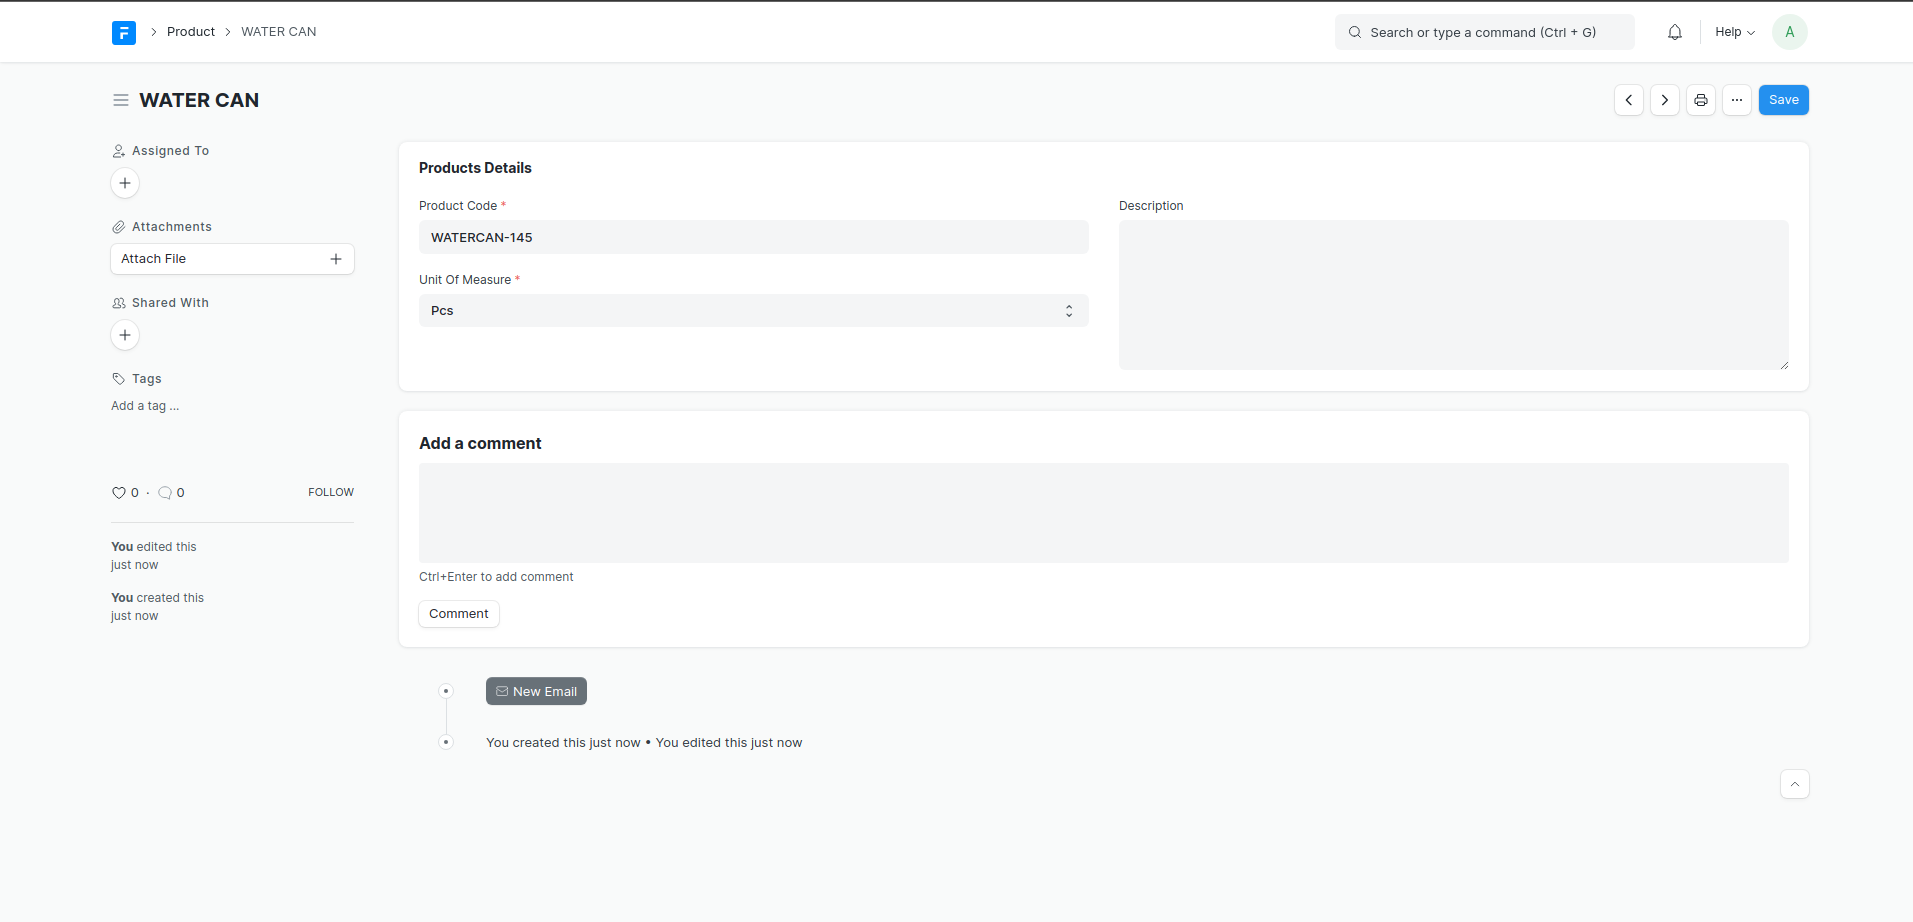 Product
WATER CAN
Search or type a command (Ctrl + G)
Help
A
WATER CAN
Save
Assigned To
Attachments
Attach File
Shared With
Tags
Add a tag ...
0 · 0
FOLLOW
You edited this
just now
You created this
just now
Products Details
Product Code *
WATERCAN-145
Unit Of Measure *
Pcs
Description
Add a comment
Ctrl+Enter to add comment
Comment
New Email
You created this just now • You edited this just now